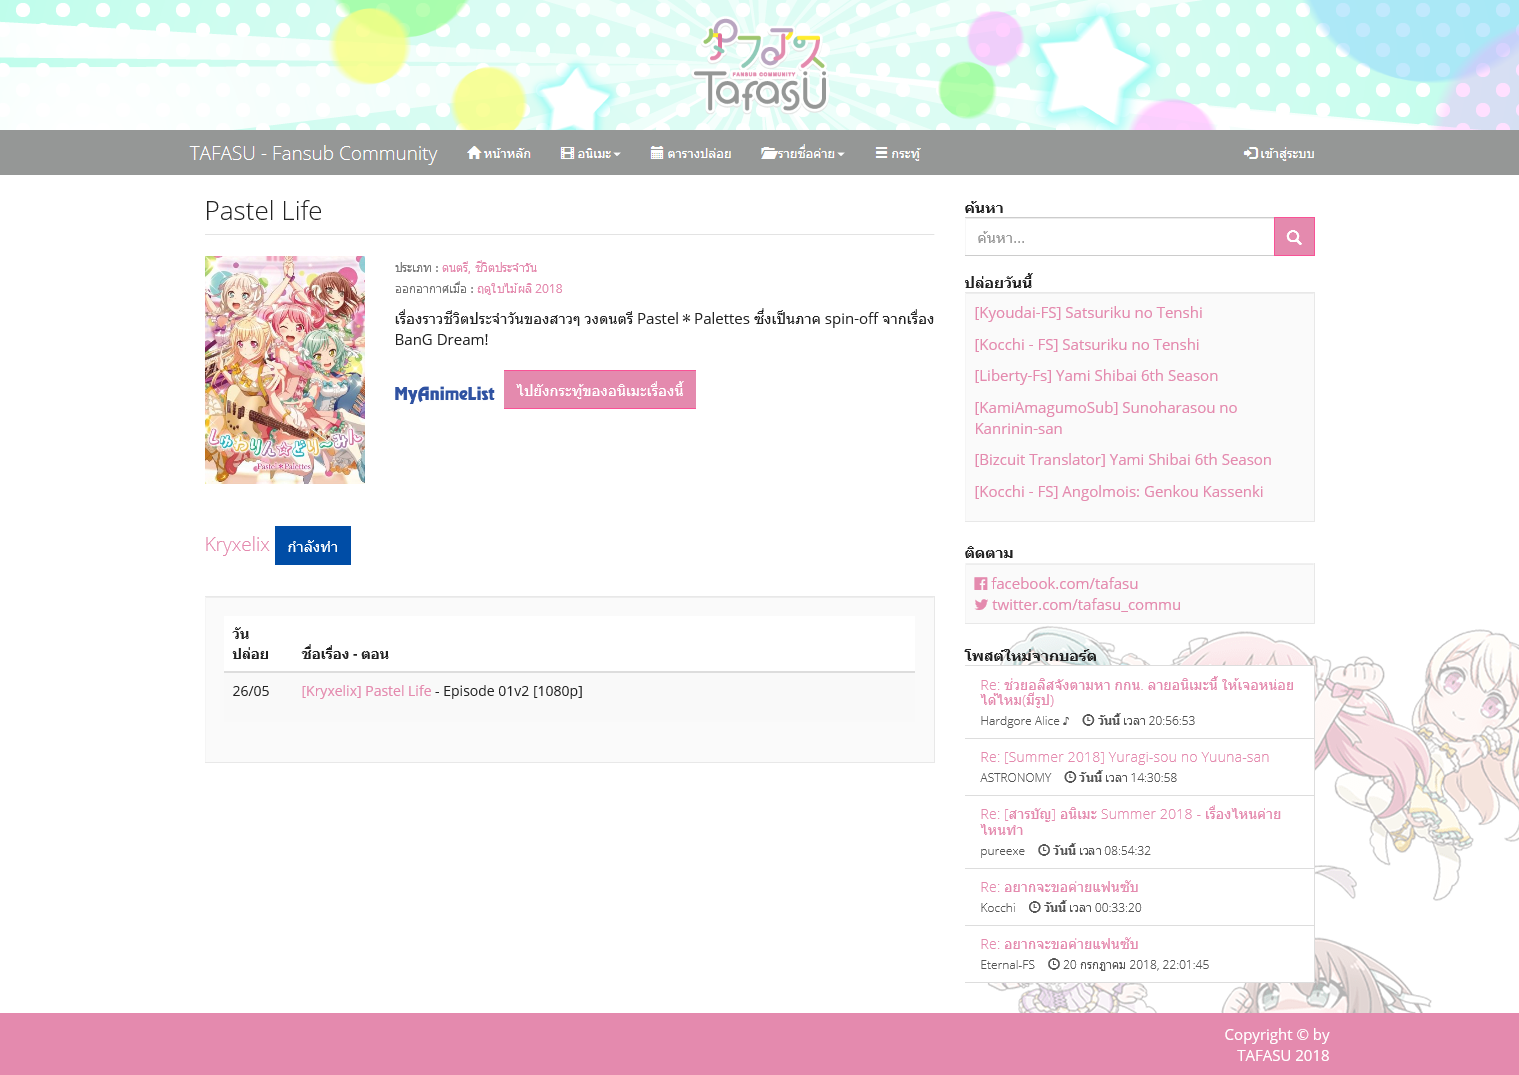 タファス
FANSUB COMMUNITY
TafasU
TAFASU - Fansub Community
หน้าหลัก
อนิเมะ
ตารางปล่อย
รายชื่อค่าย
กระทู้
เข้าสู่ระบบ
Pastel Life
ประเภท : ดนตรี, ชีวิตประจำวัน
ออกอากาศเมื่อ : ฤดูใบไม้ผลิ 2018
เรื่องราวชีวิตประจำวันของสาวๆ วงดนตรี Pastel＊Palettes ซึ่งเป็นภาค spin-off จากเรื่อง
BanG Dream!
MyAnimeList
ไปยังกระทู้ของอนิเมะเรื่องนี้
しゅわりん☆どり～みん
Pastel＊Palettes
Kryxelix
กำลังทำ
วัน
ปล่อย
ชื่อเรื่อง - ตอน
26/05
[Kryxelix] Pastel Life - Episode 01v2 [1080p]
ค้นหา
ค้นหา...
ปล่อยวันนี้
[Kyoudai-FS] Satsuriku no Tenshi
[Kocchi - FS] Satsuriku no Tenshi
[Liberty-Fs] Yami Shibai 6th Season
[KamiAmagumoSub] Sunoharasou no
Kanrinin-san
[Bizcuit Translator] Yami Shibai 6th Season
[Kocchi - FS] Angolmois: Genkou Kassenki
ติดตาม
facebook.com/tafasu
twitter.com/tafasu_commu
โพสต์ใหม่จากบอร์ด
Re: ช่วยอลิสจังตามหา กกน. ลายอนิเมะนี้ ให้เจอหน่อย
ได้ไหม(มีรูป)
Hardgore Alice ♪ วันนี้ เวลา 20:56:53
Re: [Summer 2018] Yuragi-sou no Yuuna-san
ASTRONOMY วันนี้ เวลา 14:30:58
Re: [สารบัญ] อนิเมะ Summer 2018 - เรื่องไหนค่าย
ไหนทำ
pureexe วันนี้ เวลา 08:54:32
Re: อยากจะขอค่ายแฟนซับ
Kocchi วันนี้ เวลา 00:33:20
Re: อยากจะขอค่ายแฟนซับ
Eternal-FS 20 กรกฎาคม 2018, 22:01:45
Copyright © by
TAFASU 2018